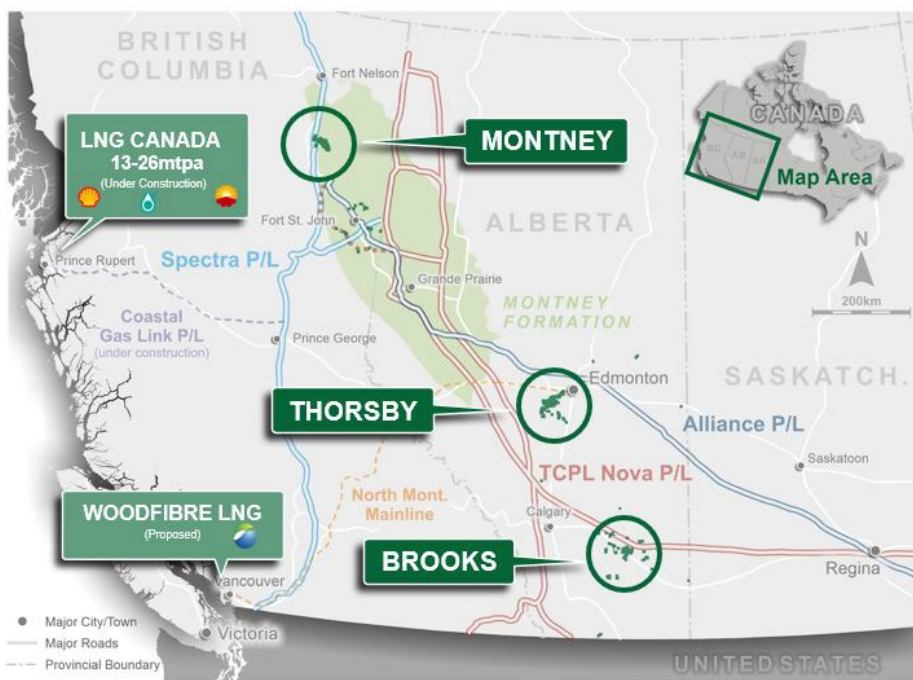 BRITISH
COLUMBIA
Fort Nelson
LNG CANADA
13-26mtpa
(Under Construction)
MONTNEY
CANADA
BC
AB
SK
Map Area
Fort St. John
ALBERTA
N
Prince Rupert
Spectra P/L
Grande Prairie
200km
Coastal
Gas Link P/L
(under construction)
MONTNEY
FORMATION
Prince George
SASKATCH.
Edmonton
THORSBY
Alliance P/L
Saskatoon
TCPL Nova P/L
North Mont.
Mainline
WOODFIBRE LNG
(Proposed)
Calgary
BROOKS
Regina
Vancouver
Major City/Town
Victoria
Major Roads
Provincial Boundary
UNITED STATES